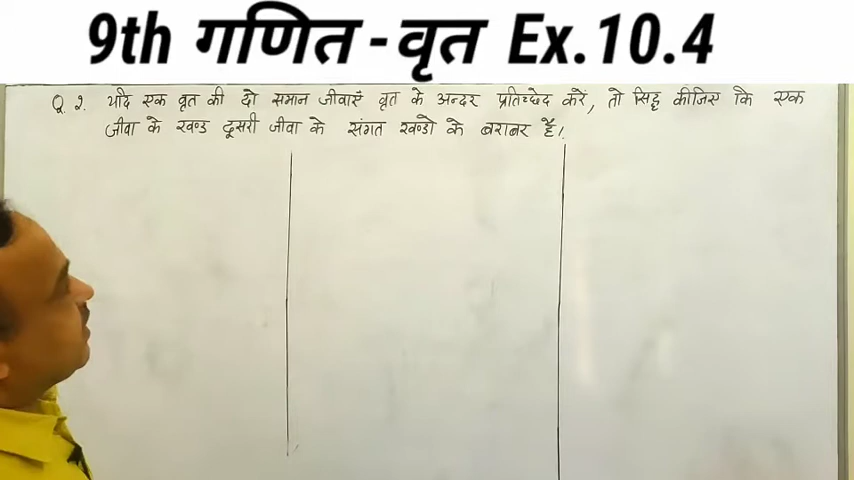 9th गणित - वृत Ex.10.4
Q. 2. यदि एक वृत की दो समान जीवाएँ वृत के अन्दर प्रतिच्छेद करें, तो सिद्ध कीजिए कि एक
जीवा के खण्ड दूसरी जीवा के संगत खण्डो के बराबर है।